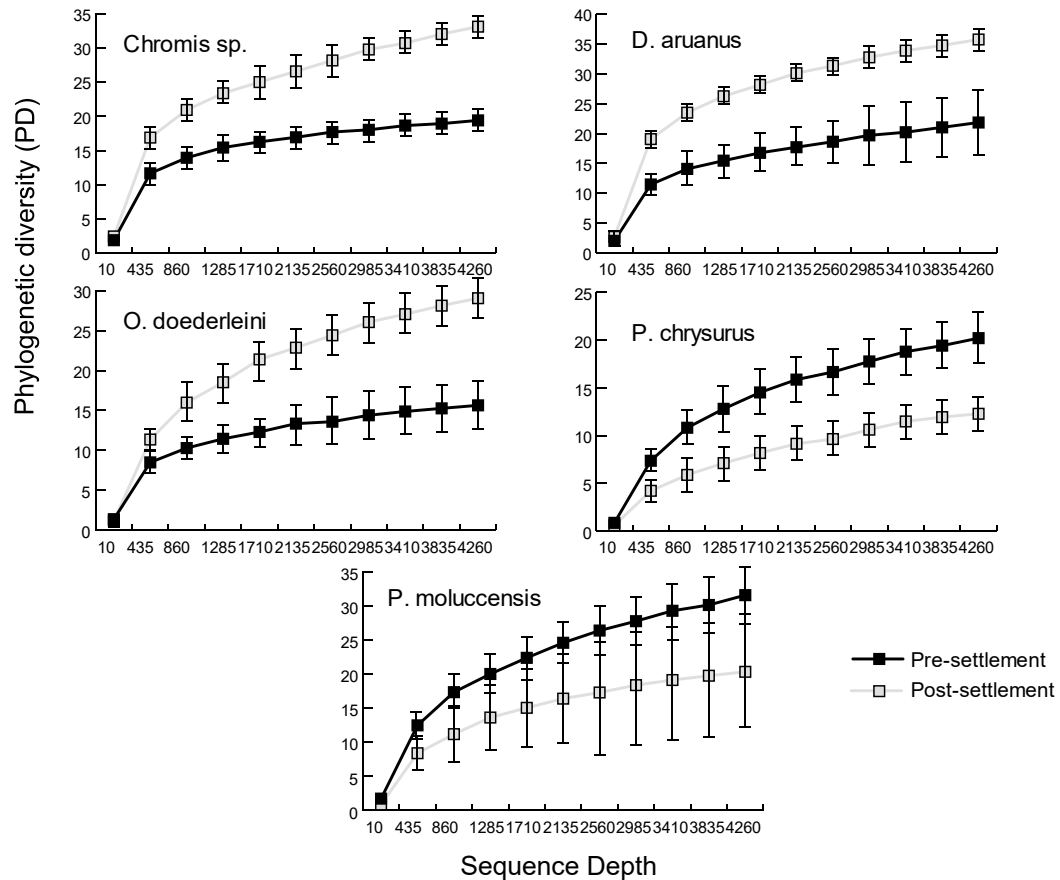 Phylogenetic diversity (PD)
Chromis sp.
35
30
25
20
15
10
5
0
10 435 860 1285 1710 2135 2560 2985 3410 3835 4260
D. aruanus
40
35
30
25
20
15
10
5
0
10 435 860 1285 1710 2135 2560 2985 3410 3835 4260
O. doederleini
30
25
20
15
10
5
0
10 435 860 1285 1710 2135 2560 2985 3410 3835 4260
P. chrysurus
25
20
15
10
5
0
10 435 860 1285 1710 2135 2560 2985 3410 3835 4260
P. moluccensis
35
30
25
20
15
10
5
0
10 435 860 1285 1710 2135 2560 2985 3410 3835 4260
Pre-settlement
Post-settlement
Sequence Depth